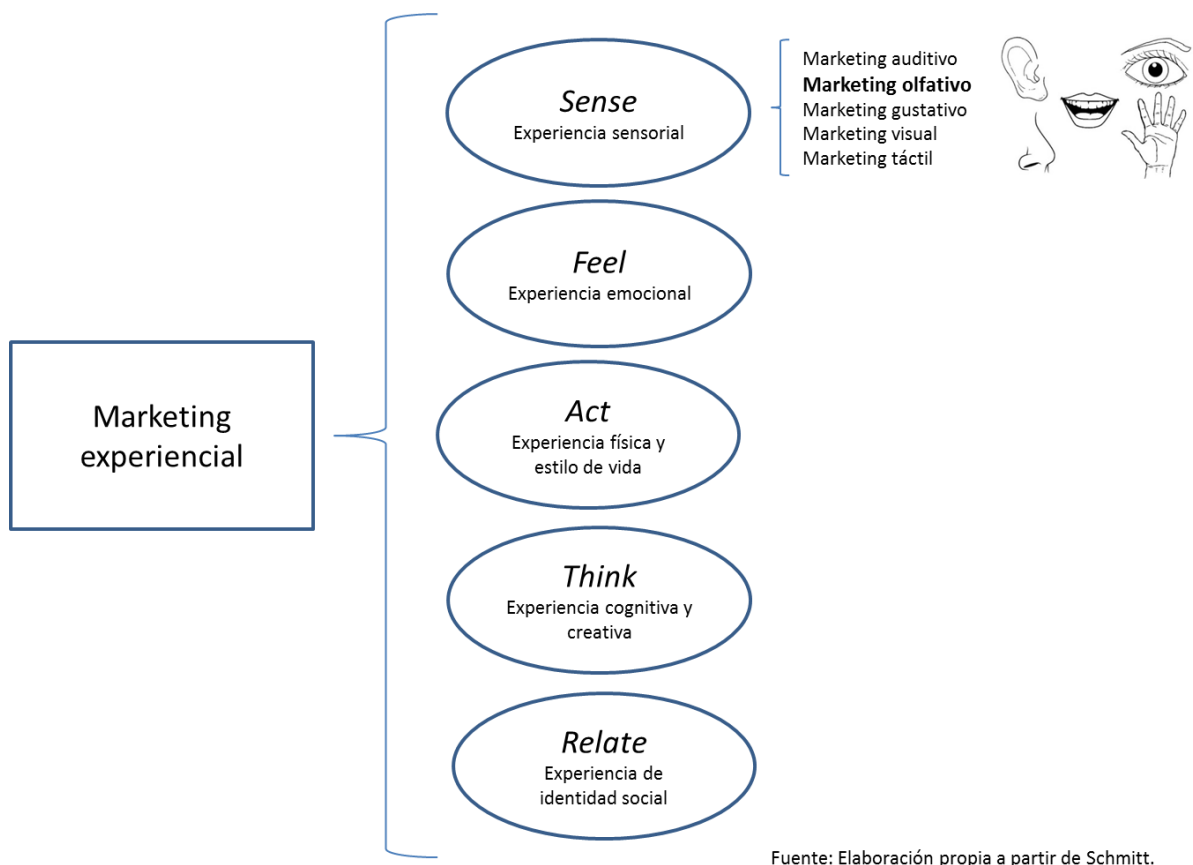 Marketing
experiencial
Sense
Experiencia sensorial
Marketing auditivo
Marketing olfativo
Marketing gustativo
Marketing visual
Marketing táctil
Feel
Experiencia emocional
Act
Experiencia física y
estilo de vida
Think
Experiencia cognitiva y
creativa
Relate
Experiencia de
identidad social
Fuente: Elaboración propia a partir de Schmitt.